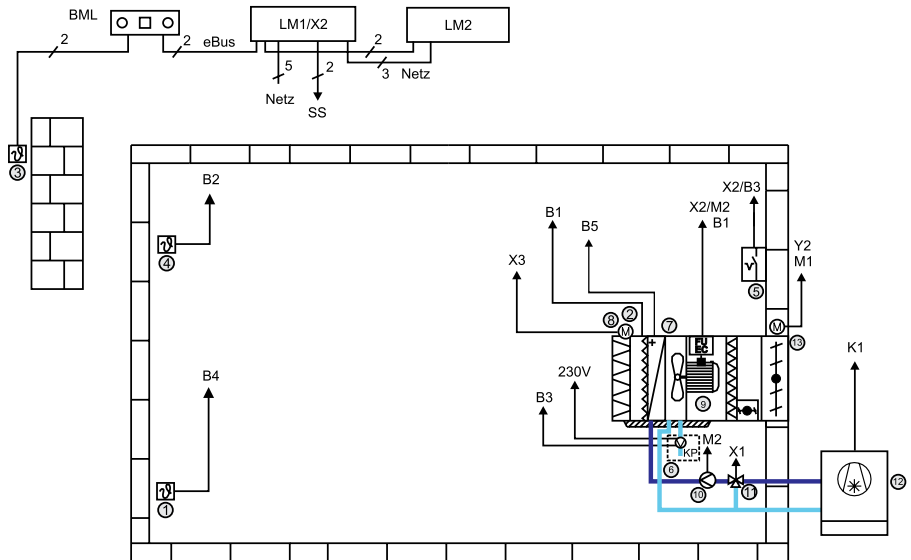 BML
LM1/X2
LM2
2
2
eBus
2
5
2
3
Netz
Netz
SS
3
B2
4
B4
1
X3
B1
B5
X2/M2
B1
X2/B3
Y2
M1
5
8
2
7
M
M
13
FU
EC
9
230V
B3
K1
KP
M2
X1
6
10
11
12